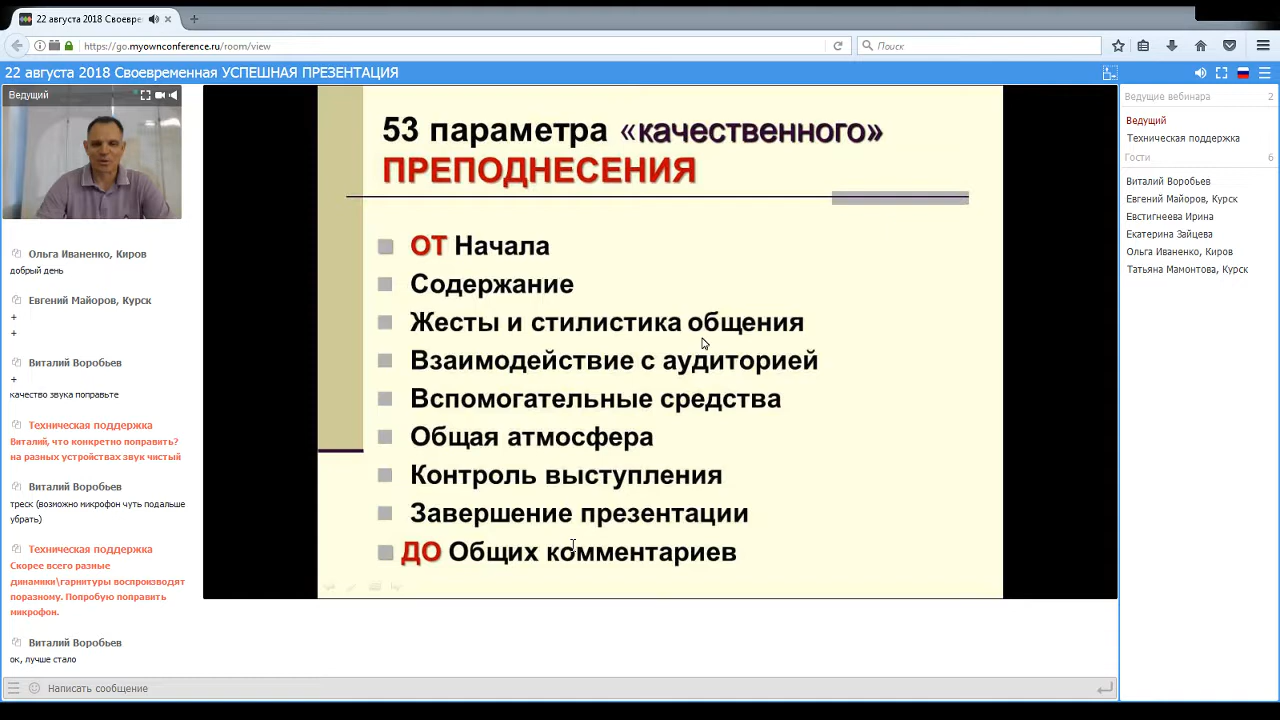 22 августа 2018 Своевре
https://go.myownconference.ru/room/view
Поиск
22 августа 2018 Своевременная УСПЕШНАЯ ПРЕЗЕНТАЦИЯ
Ведущий
Ольга Иваненко, Киров
добрый день
Евгений Майоров, Курск
+
+
Виталий Воробьев
+
качество звука поправьте
Техническая поддержка
Виталий, что конкретно поправить?
на разных устройствах звук чистый
Виталий Воробьев
треск (возможно микрофон чуть подальше
убрать)
Техническая поддержка
Скорее всего разные
динамики\гарнитуры воспроизводят
поразному. Попробую поправить
микрофон.
Виталий Воробьев
ок, лучше стало
Написать сообщение
53 параметра «качественного»
ПРЕПОДНЕСЕНИЯ
ОТ Начала
Содержание
Жесты и стилистика общения
Взаимодействие с аудиторией
Вспомогательные средства
Общая атмосфера
Контроль выступления
Завершение презентации
ДО Общих комментариев
Ведущие вебинара 2
Ведущий
Техническая поддержка
Гости 6
Виталий Воробьев
Евгений Майоров, Курск
Евстигнеева Ирина
Екатерина Зайцева
Ольга Иваненко, Киров
Татьяна Мамонтова, Курск